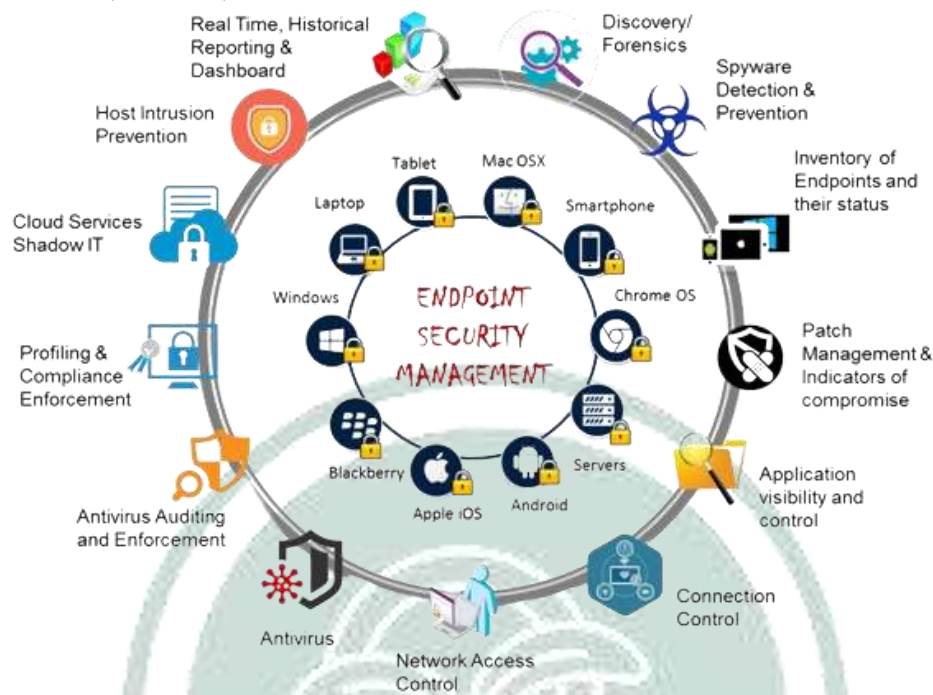 Real Time, Historical
Reporting &
Dashboard
Discovery/
Forensics
Spyware
Detection &
Prevention
Host Intrusion
Prevention
Inventory of
Endpoints and
their status
Cloud Services
Shadow IT
Patch
Management &
Indicators of
compromise
Profiling &
Compliance
Enforcement
Application
visibility and
control
Antivirus Auditing
and Enforcement
Connection
Control
Antivirus
Network Access
Control
Tablet
Mac OSX
Laptop
Smartphone
Windows
Chrome OS
Blackberry
Servers
Apple iOS
Android
ENDPOINT
SECURITY
MANAGEMENT